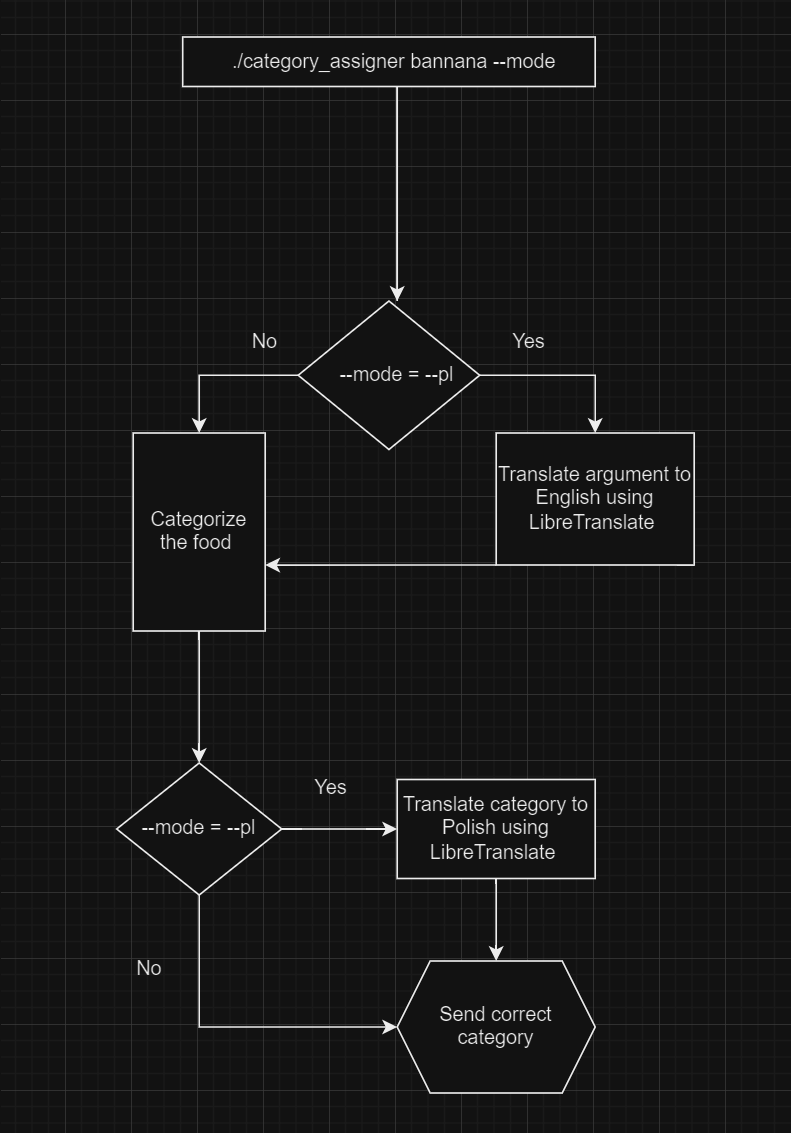 ./category_assigner bannana --mode
No
Yes
--mode = --pl
Translate argument to
English using
LibreTranslate
Categorize
the food
Yes
--mode = --pl
Translate category to
Polish using
LibreTranslate
No
Send correct
category